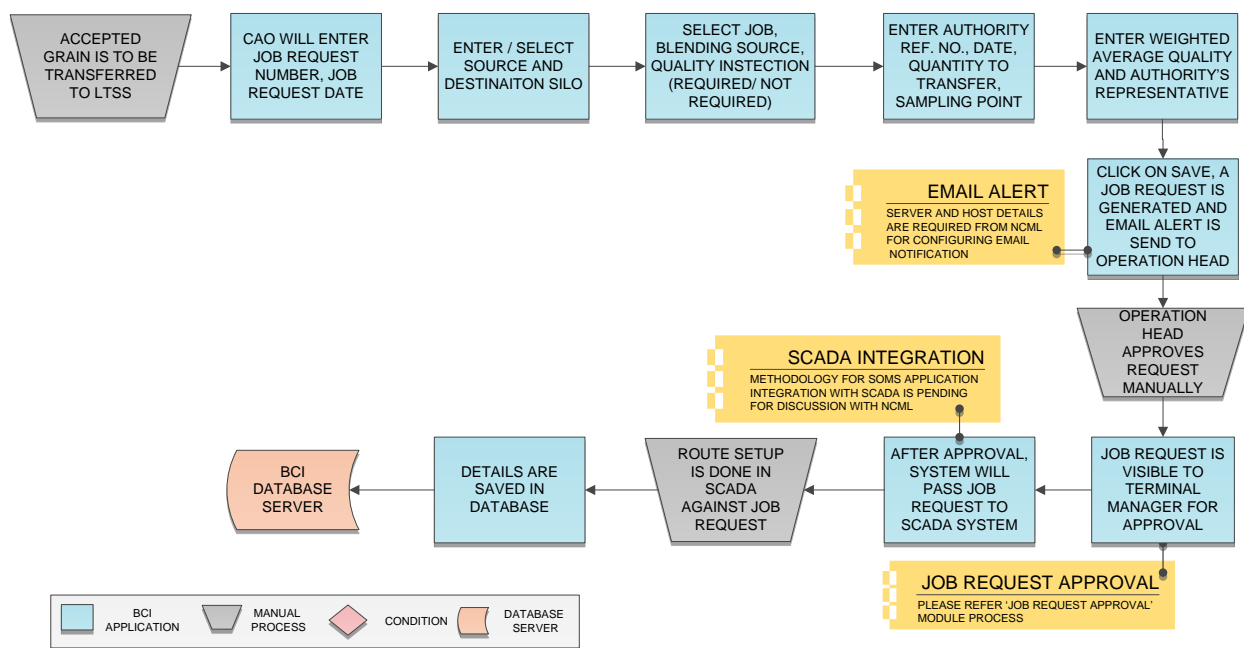 ACCEPTED
GRAIN IS TO BE
TRANSFERRED
TO LTSS
CAO WILL ENTER
JOB REQUEST
NUMBER, JOB
REQUEST DATE
ENTER / SELECT
SOURCE AND
DESTINAITON SILO
SELECT JOB,
BLENDING SOURCE,
QUALITY INSTECTION
(REQUIRED/ NOT
REQUIRED)
ENTER AUTHORITY
REF. NO., DATE,
QUANTITY TO
TRANSFER,
SAMPLING POINT
ENTER WEIGHTED
AVERAGE QUALITY
AND AUTHORITY'S
REPRESENTATIVE
CLICK ON SAVE, A
JOB REQUEST IS
GENERATED AND
EMAIL ALERT IS
SEND TO
OPERATION HEAD
EMAIL ALERT
SERVER AND HOST DETAILS
ARE REQUIRED FROM NCML
FOR CONFIGURING EMAIL
NOTIFICATION
OPERATION
HEAD
APPROVES
REQUEST
MANUALLY
SCADA INTEGRATION
METHODOLOGY FOR SOMS APPLICATION
INTEGRATION WITH SCADA IS PENDING
FOR DISCUSSION WITH NCML
JOB REQUEST IS
VISIBLE TO
TERMINAL
MANAGER FOR
APPROVAL
AFTER APPROVAL,
SYSTEM WILL
PASS JOB
REQUEST TO
SCADA SYSTEM
ROUTE SETUP
IS DONE IN
SCADA
AGAINST JOB
REQUEST
DETAILS ARE
SAVED IN
DATABASE
BCI
DATABASE
SERVER
JOB REQUEST APPROVAL
PLEASE REFER 'JOB REQUEST APPROVAL'
MODULE PROCESS
BCI
APPLICATION
MANUAL
PROCESS
CONDITION
DATABASE
SERVER